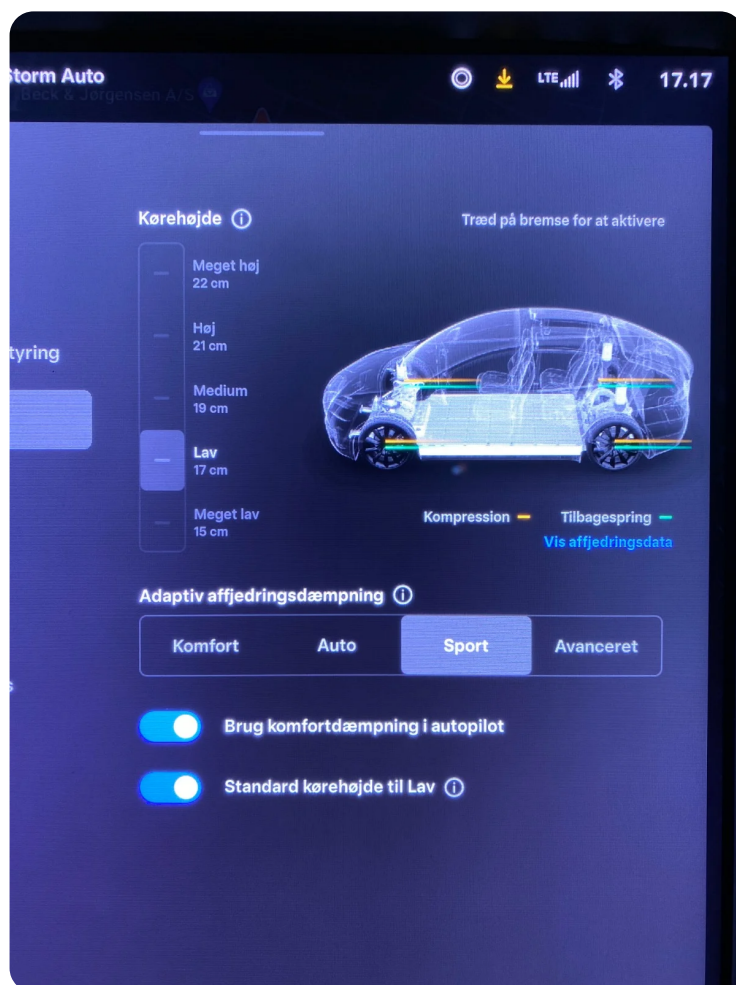 Storm Auto
LTE
17.17
Beck & Jørgensen A/S
Kørehøjde
Træd på bremse for at aktivere
Meget høj
22 cm
Høj
21 cm
tyring
Medium
19 cm
Lav
17 cm
Meget lav
15 cm
Kompression
Tilbagespring
Vis affjedringsdata
Adaptiv affjedringsdæmpning
Komfort
Auto
Sport
Avanceret
s
Brug komfortdæmpning i autopilot
Standard kørehøjde til Lav